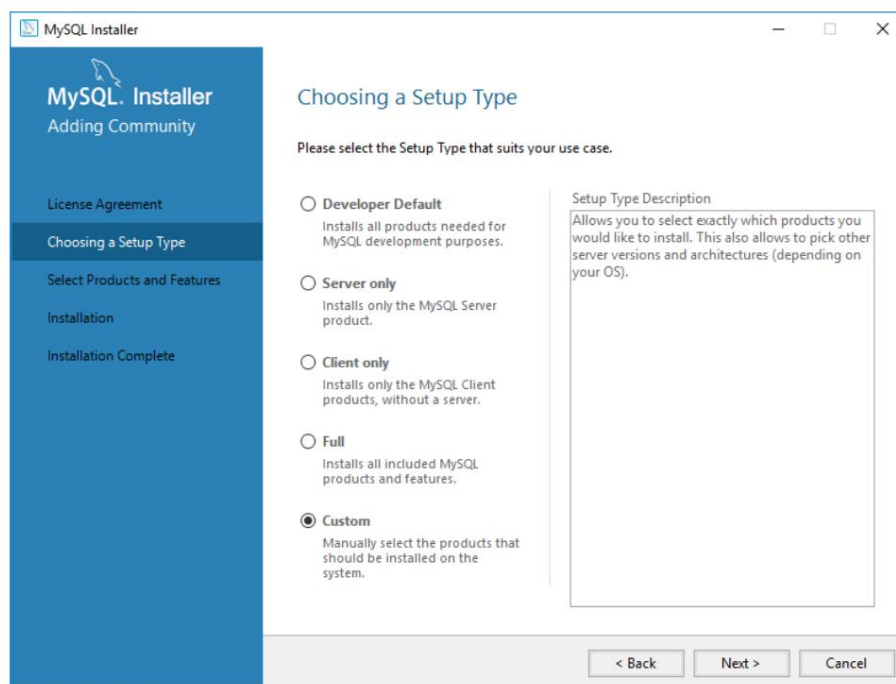 MySQL Installer
MySQL. Installer
Adding Community
License Agreement
Choosing a Setup Type
Select Products and Features
Installation
Installation Complete
Choosing a Setup Type
Please select the Setup Type that suits your use case.
Developer Default
Installs all products needed for
MySQL development purposes.
Server only
Installs only the MySQL Server
product.
Client only
Installs only the MySQL Client
products, without a server.
Full
Installs all included MySQL
products and features.
Custom
Manually select the products that
should be installed on the
system.
Setup Type Description
Allows you to select exactly which products you
would like to install. This also allows to pick other
server versions and architectures (depending on
your OS).
< Back
Next >
Cancel